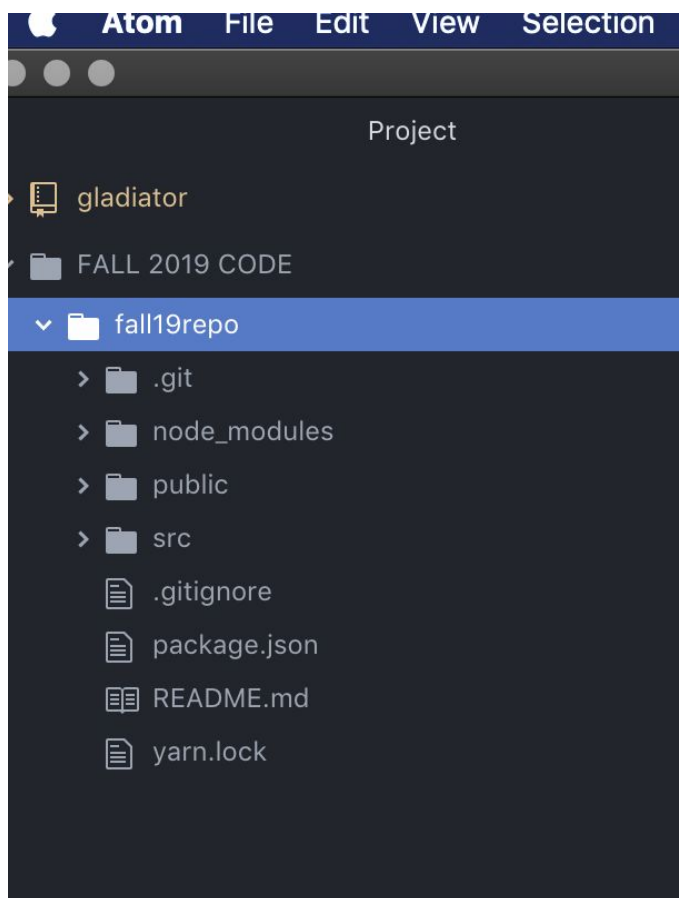 Atom File Edit View Selection
Project
gladiator
FALL 2019 CODE
fall19repo
.git
node_modules
public
src
.gitignore
package.json
README.md
yarn.lock